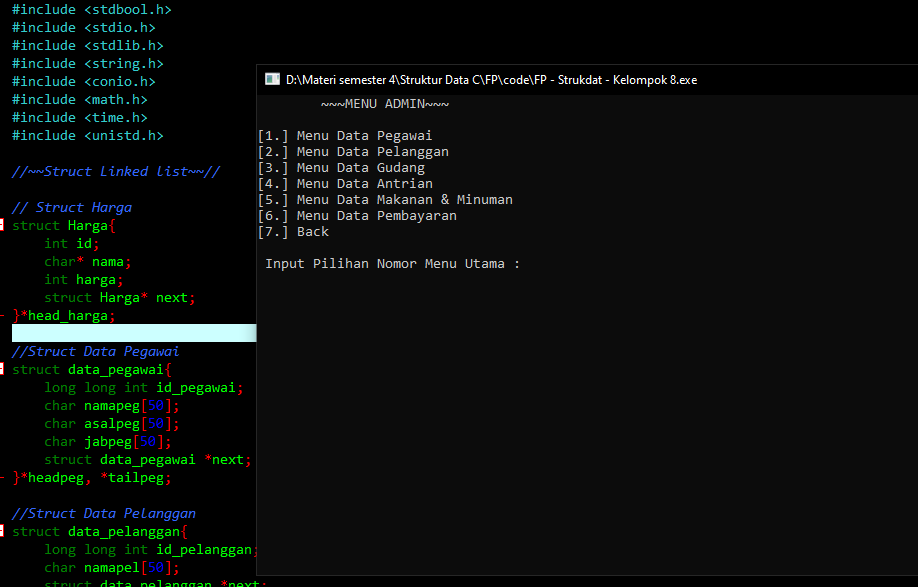 #include <stdbool.h>
#include <stdio.h>
#include <stdlib.h>
#include <string.h>
#include <conio.h>
#include <math.h>
#include <time.h>
#include <unistd.h>
//~~Struct Linked list~~//
// Struct Harga
struct Harga{
int id;
char* nama;
int harga;
struct Harga* next;
}*head_harga;
//Struct Data Pegawai
struct data_pegawai{
long long int id_pegawai;
char namapeg[50];
char asalpeg[50];
char jabpeg[50];
struct data_pegawai *next;
}*headpeg, *tailpeg;
//Struct Data Pelanggan
struct data_pelanggan{
long long int id_pelanggan;
char namapel[50];
struct data_pelanggan *next;
D:\Materi semester 4\Struktur Data C\FP\code\FP - Strukdat - Kelompok 8.exe
~~~MENU ADMIN~~~
[1.] Menu Data Pegawai
[2.] Menu Data Pelanggan
[3.] Menu Data Gudang
[4.] Menu Data Antrian
[5.] Menu Data Makanan & Minuman
[6.] Menu Data Pembayaran
[7.] Back
Input Pilihan Nomor Menu Utama :